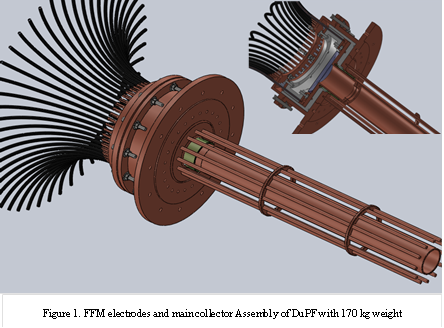 Figure 1. FFM electrodes and maincollector Assembly of DuPF with 170 kg weight